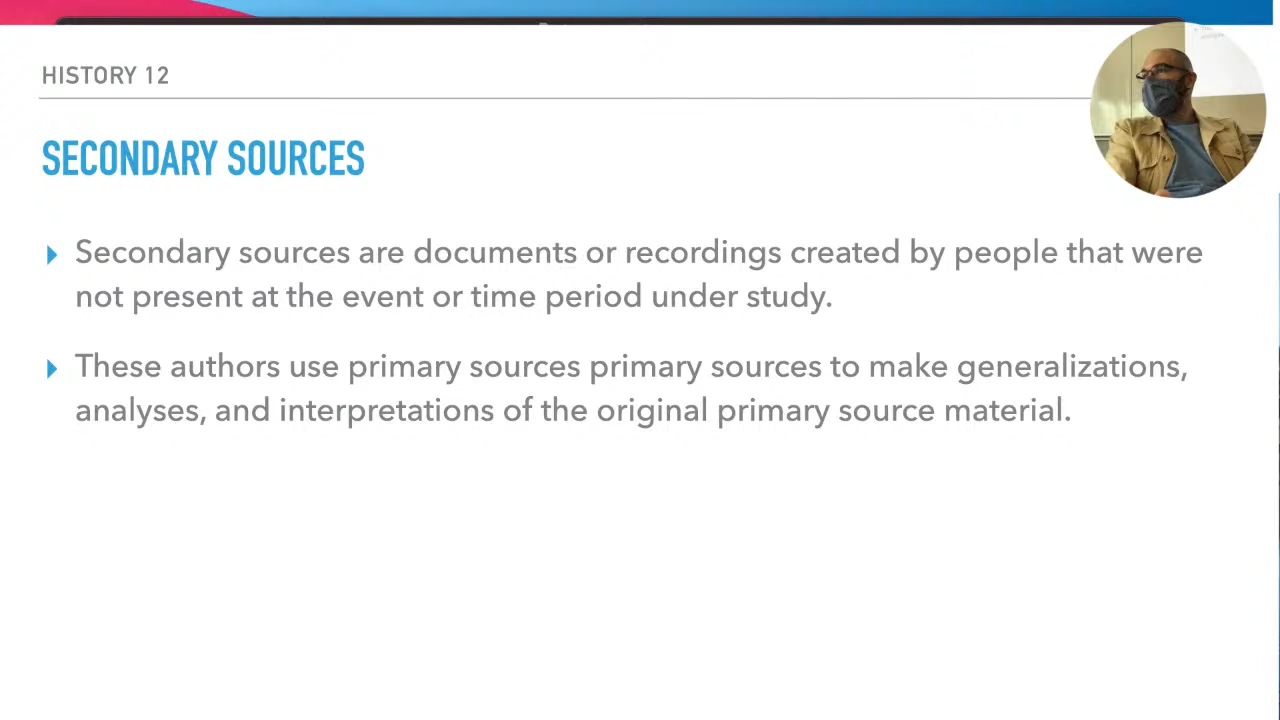 HISTORY 12
SECONDARY SOURCES
Secondary sources are documents or recordings created by people that were
not present at the event or time period under study.
These authors use primary sources primary sources to make generalizations,
analyses, and interpretations of the original primary source material.